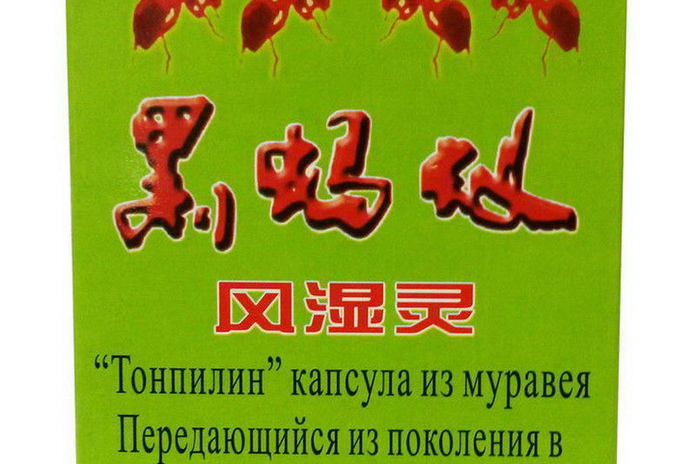 黑蚂蚁
风湿灵
“Тонпилин” капсула из муравея
Передающийся из поколения в